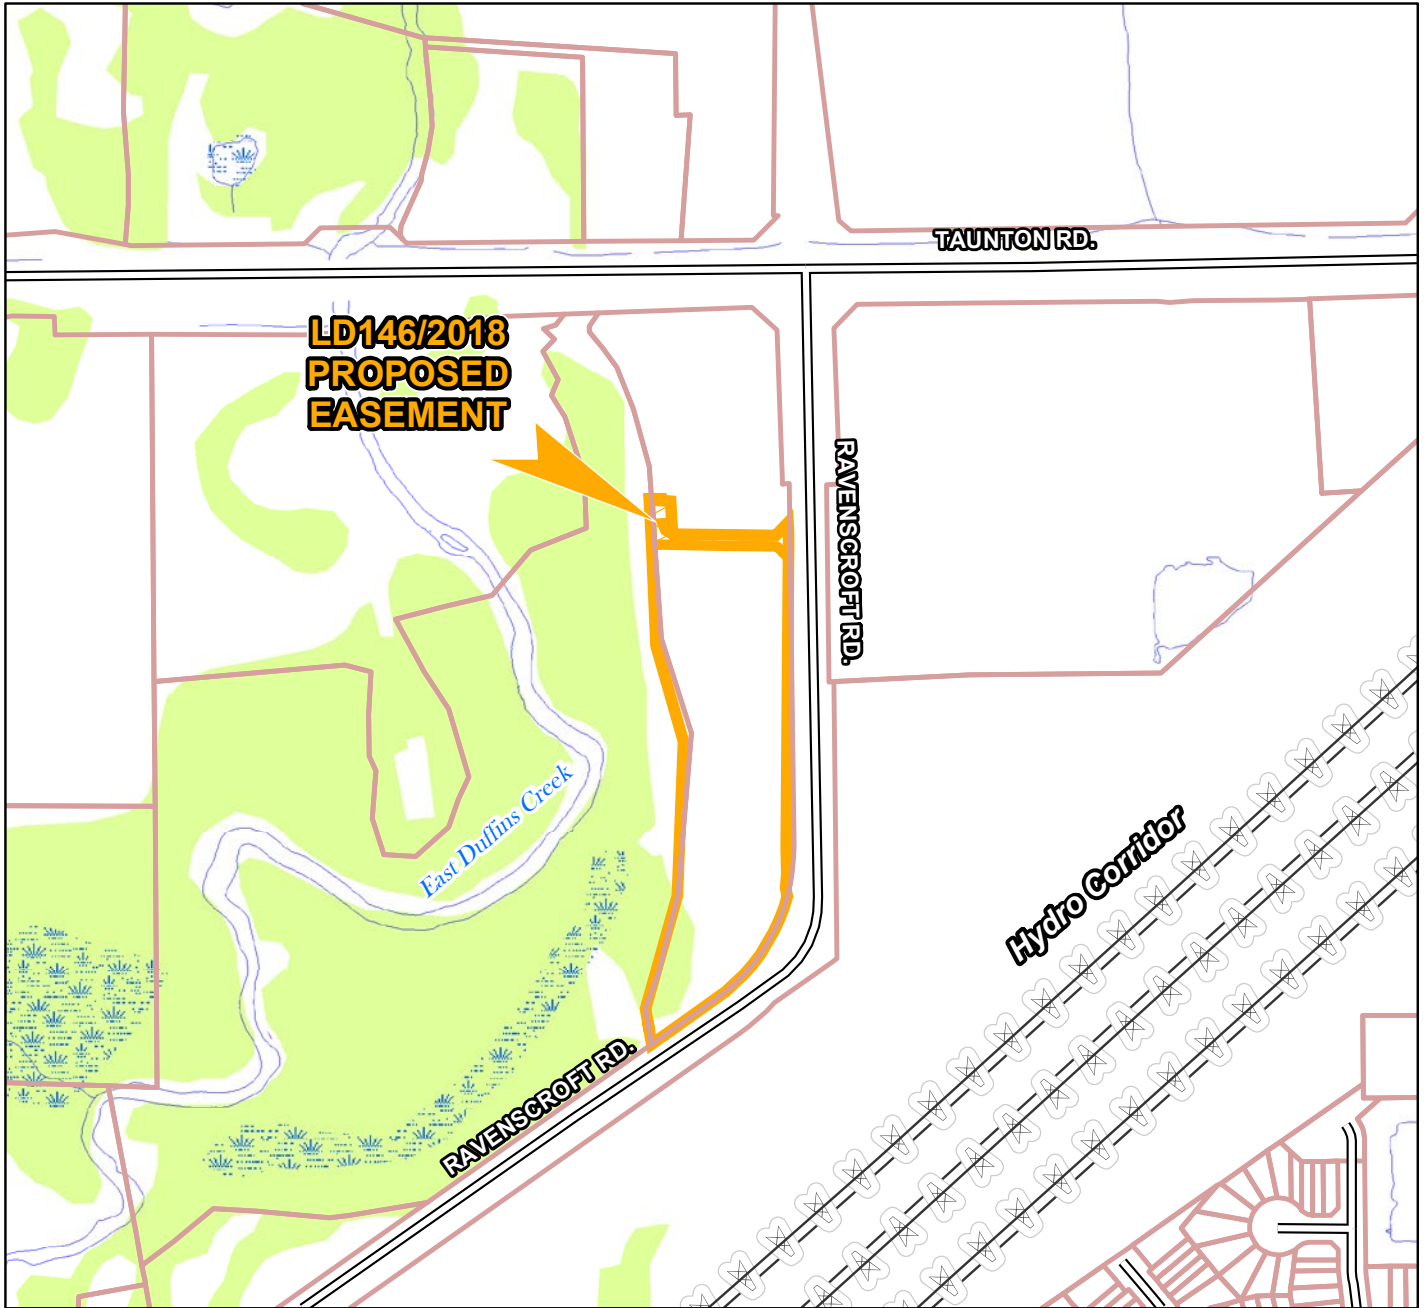 TAUNTON RD.
LD146/2018
PROPOSED
EASEMENT
RAVENSCROFT RD.
East Duffins Creek
Hydro Corridor
RAVENSCROFT RD.